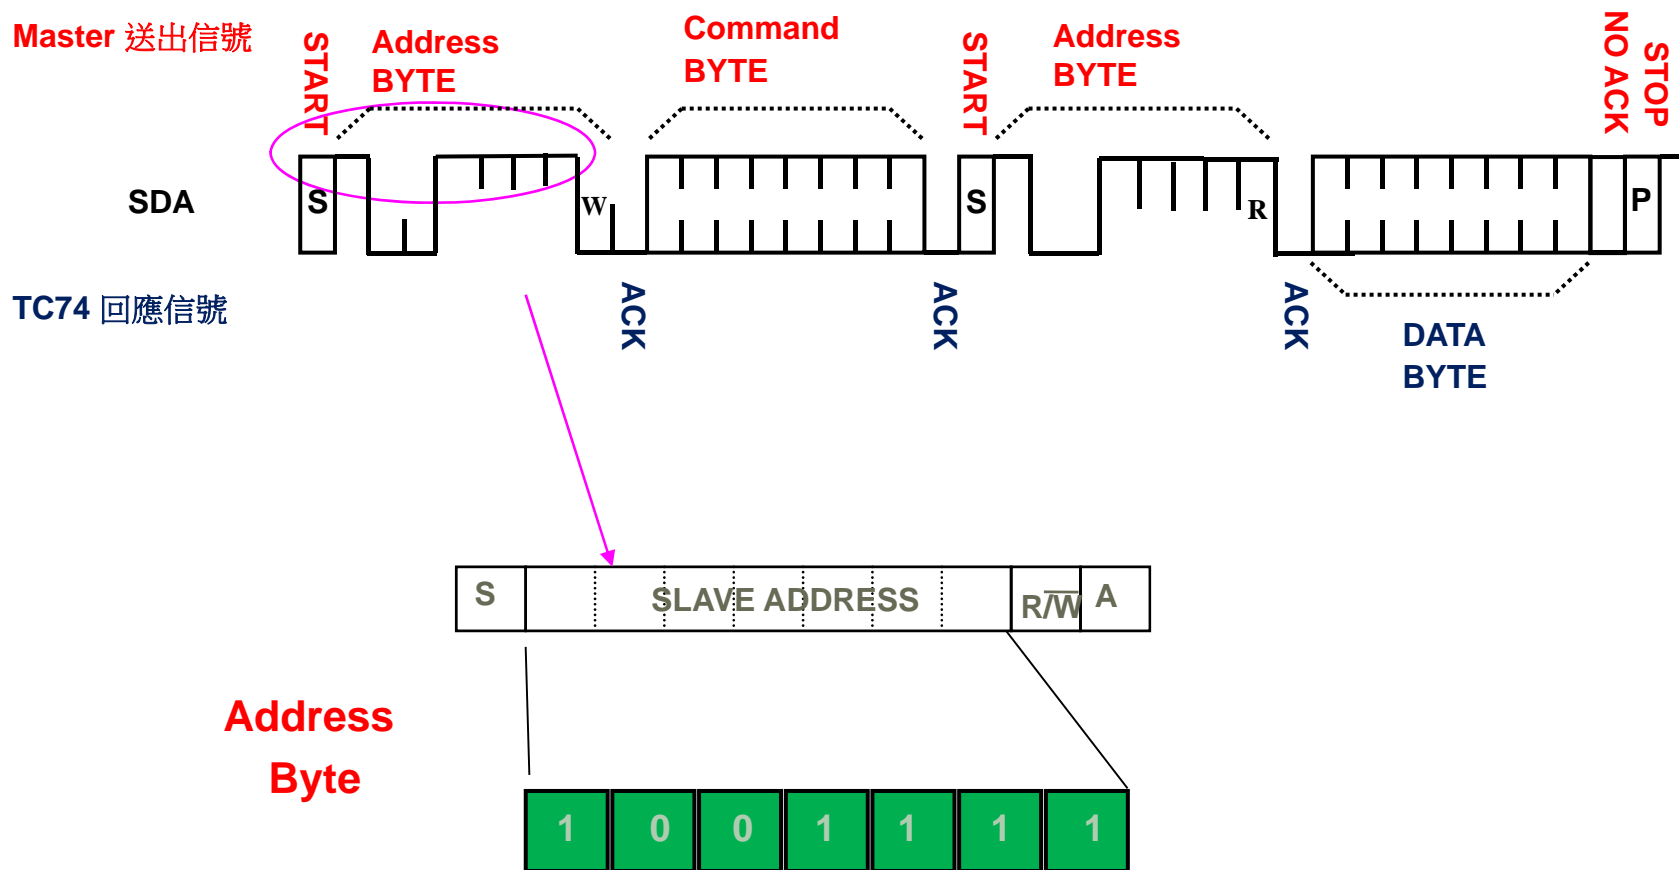 Master 送出信號
START
Address
BYTE
Command
BYTE
START
Address
BYTE
NO ACK
STOP
SDA
S
W
S
R
P
TC74 回應信號
ACK
ACK
ACK
DATA
BYTE
S
SLAVE ADDRESS
R/W
A
Address
Byte
1 0 0 1 1 1 1